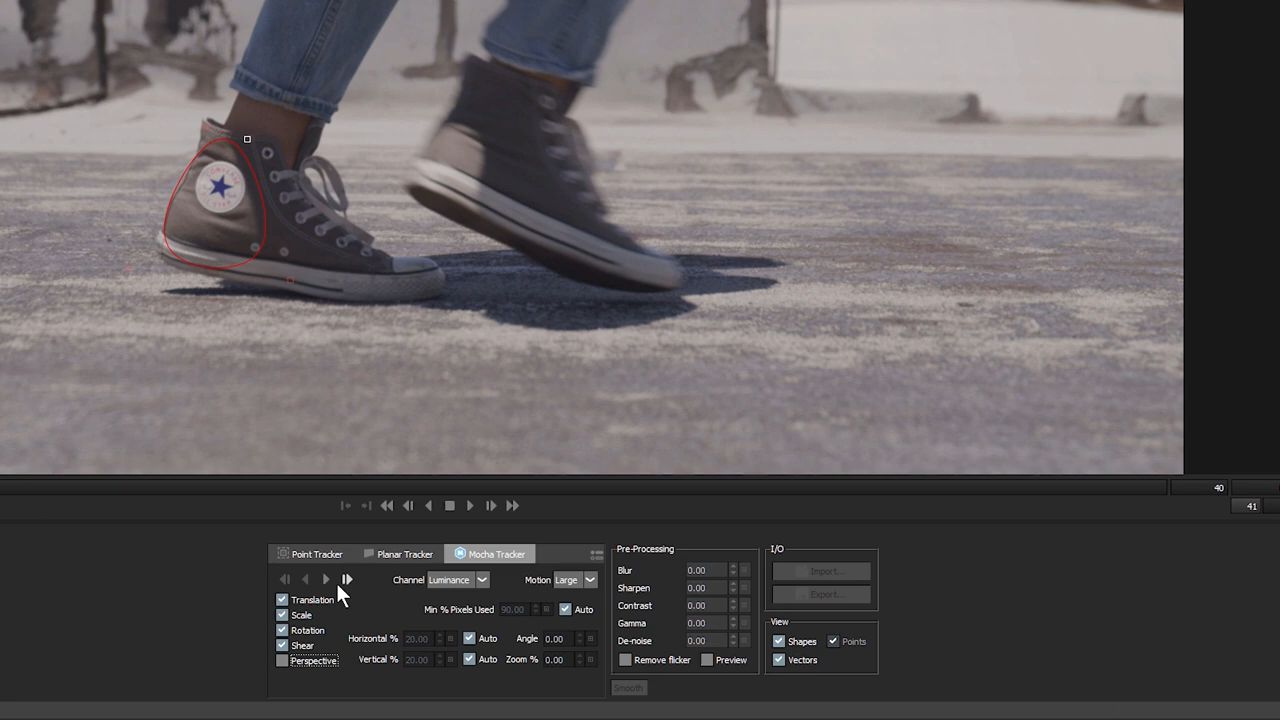 40
41
Point Tracker Planar Tracker Mocha Tracker
Channel Luminance Motion Large
Translation
Scale
Rotation
Shear
Perspective
Min % Pixels Used 90.00 Auto
Horizontal % 20.00 Auto Angle 0.00
Vertical % 20.00 Auto Zoom % 0.00
Pre-Processing
Blur 0.00
Sharpen 0.00
Contrast 0.00
Gamma 0.00
De-noise 0.00
Remove flicker Preview
Smooth
I/O
Import...
Export...
View
Shapes Points
Vectors